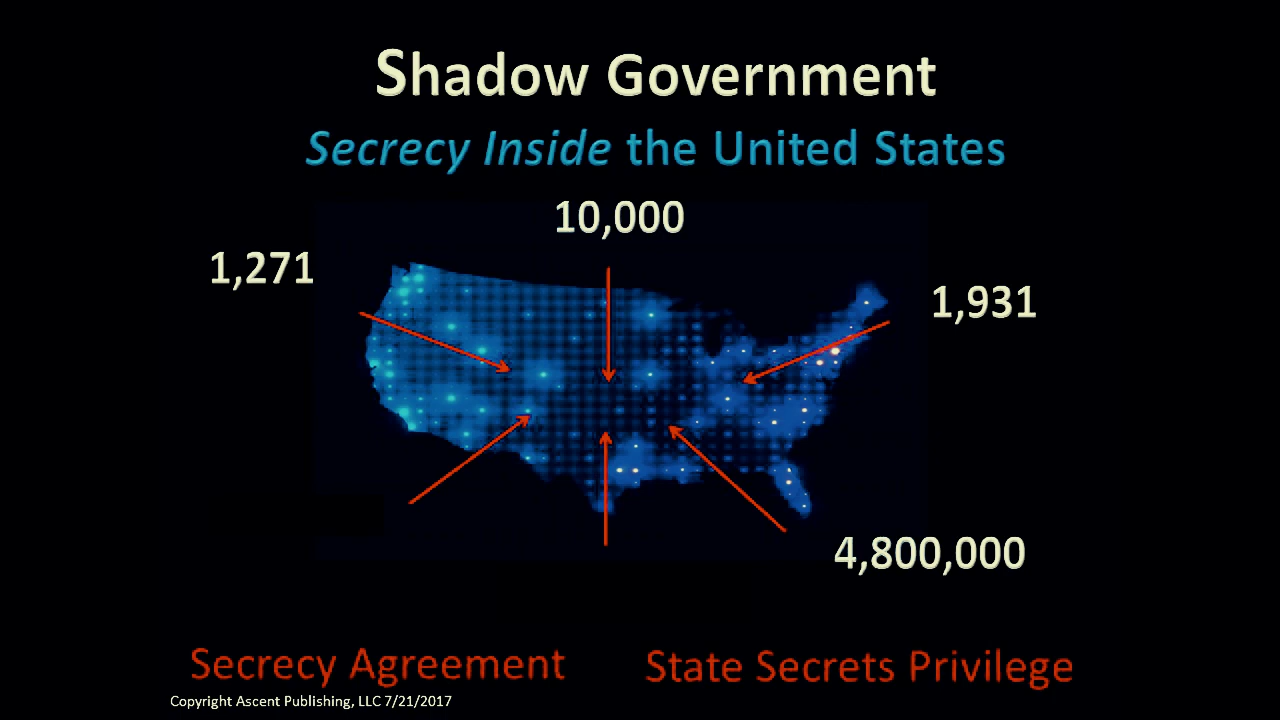 Shadow Government
Secrecy Inside the United States
10,000
1,271
1,931
4,800,000
Secrecy Agreement
State Secrets Privilege
Copyright Ascent Publishing, LLC 7/21/2017